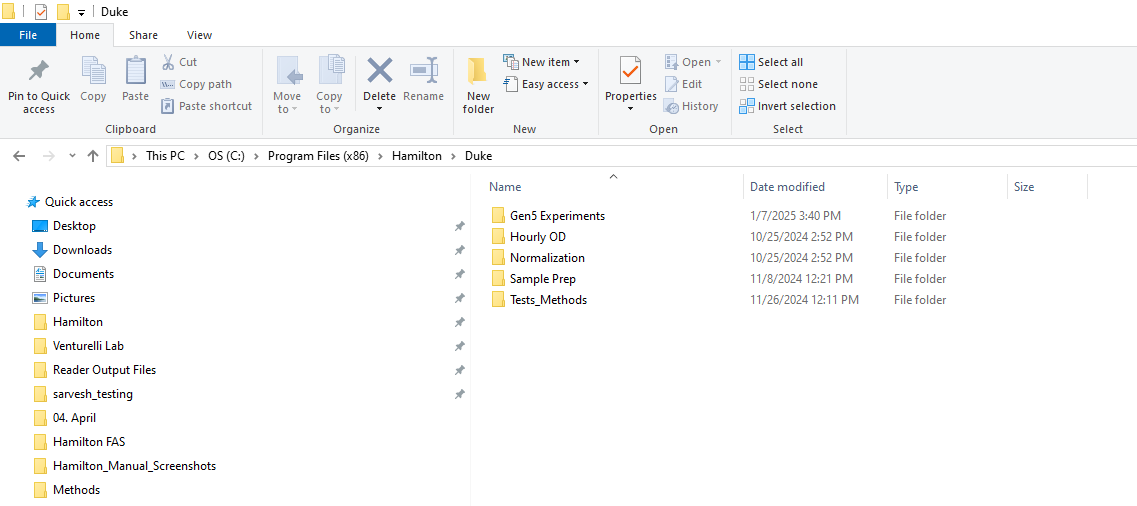 Duke
File Home Share View
Pin to Quick access
Copy
Paste
Cut
Copy path
Paste shortcut
Clipboard
Move to
Copy to
Delete
Rename
Organize
New folder
New item
Easy access
New
Properties
Open
Edit
History
Open
Select all
Select none
Invert selection
Select
This PC > OS (C:) > Program Files (x86) > Hamilton > Duke
Quick access
Desktop
Downloads
Documents
Pictures
Hamilton
Venturelli Lab
Reader Output Files
sarvesh_testing
04. April
Hamilton FAS
Hamilton_Manual_Screenshots
Methods
Name Date modified Type Size
Gen5 Experiments 1/7/2025 3:40 PM File folder
Hourly OD 10/25/2024 2:52 PM File folder
Normalization 10/25/2024 2:52 PM File folder
Sample Prep 11/8/2024 12:21 PM File folder
Tests_Methods 11/26/2024 12:11 PM File folder